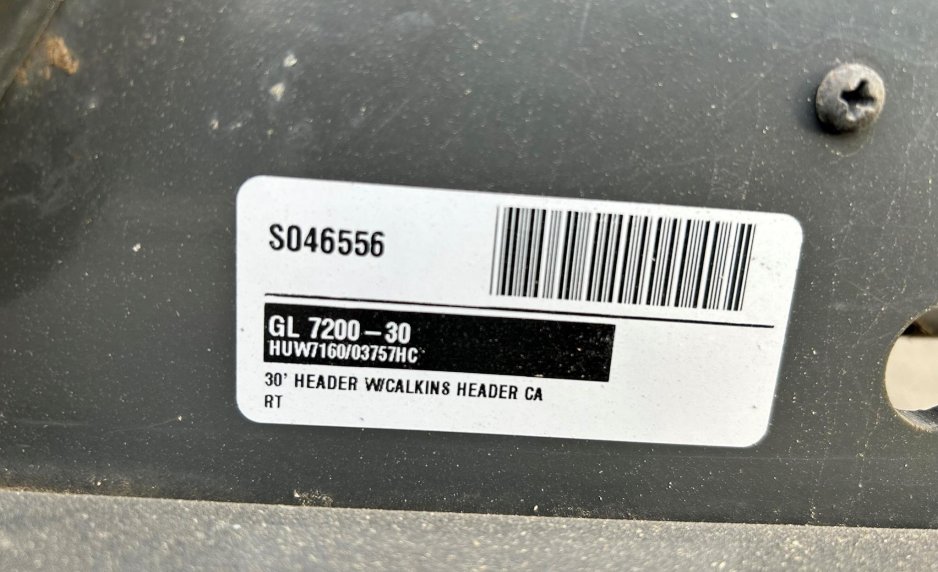 S046556
GL 7200-30
HUW7160/03757HC
30' HEADER W/CALKINS HEADER CA
RT